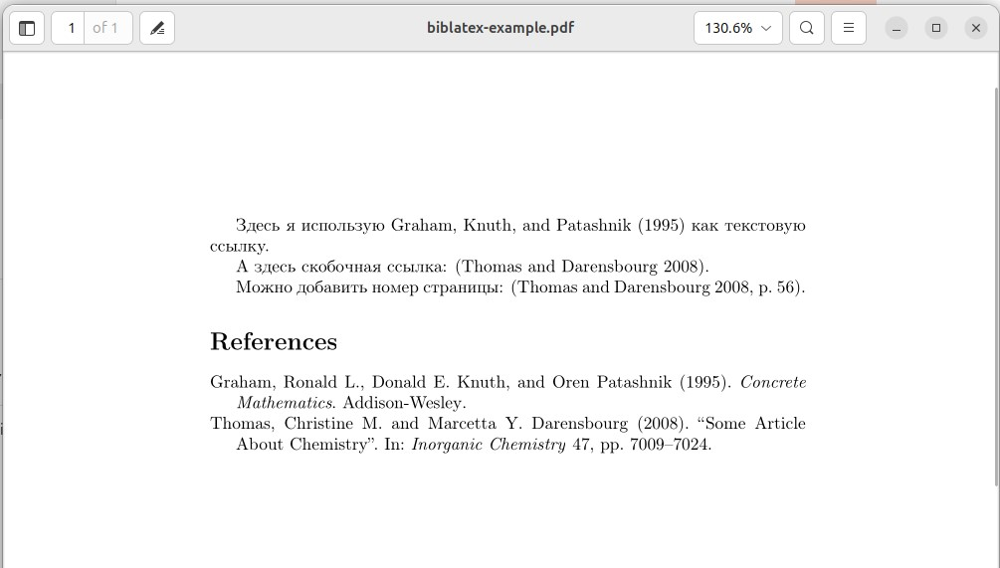 1 of 1
biblatex-example.pdf
130.6%
Здесь я использую Graham, Knuth, and Patashnik (1995) как текстовую
ссылку.
А здесь скобочная ссылка: (Thomas and Darensbourg 2008).
Можно добавить номер страницы: (Thomas and Darensbourg 2008, p. 56).
References
Graham, Ronald L., Donald E. Knuth, and Oren Patashnik (1995). Concrete
Mathematics. Addison-Wesley.
Thomas, Christine M. and Marcetta Y. Darensbourg (2008). “Some Article
About Chemistry”. In: Inorganic Chemistry 47, pp. 7009–7024.